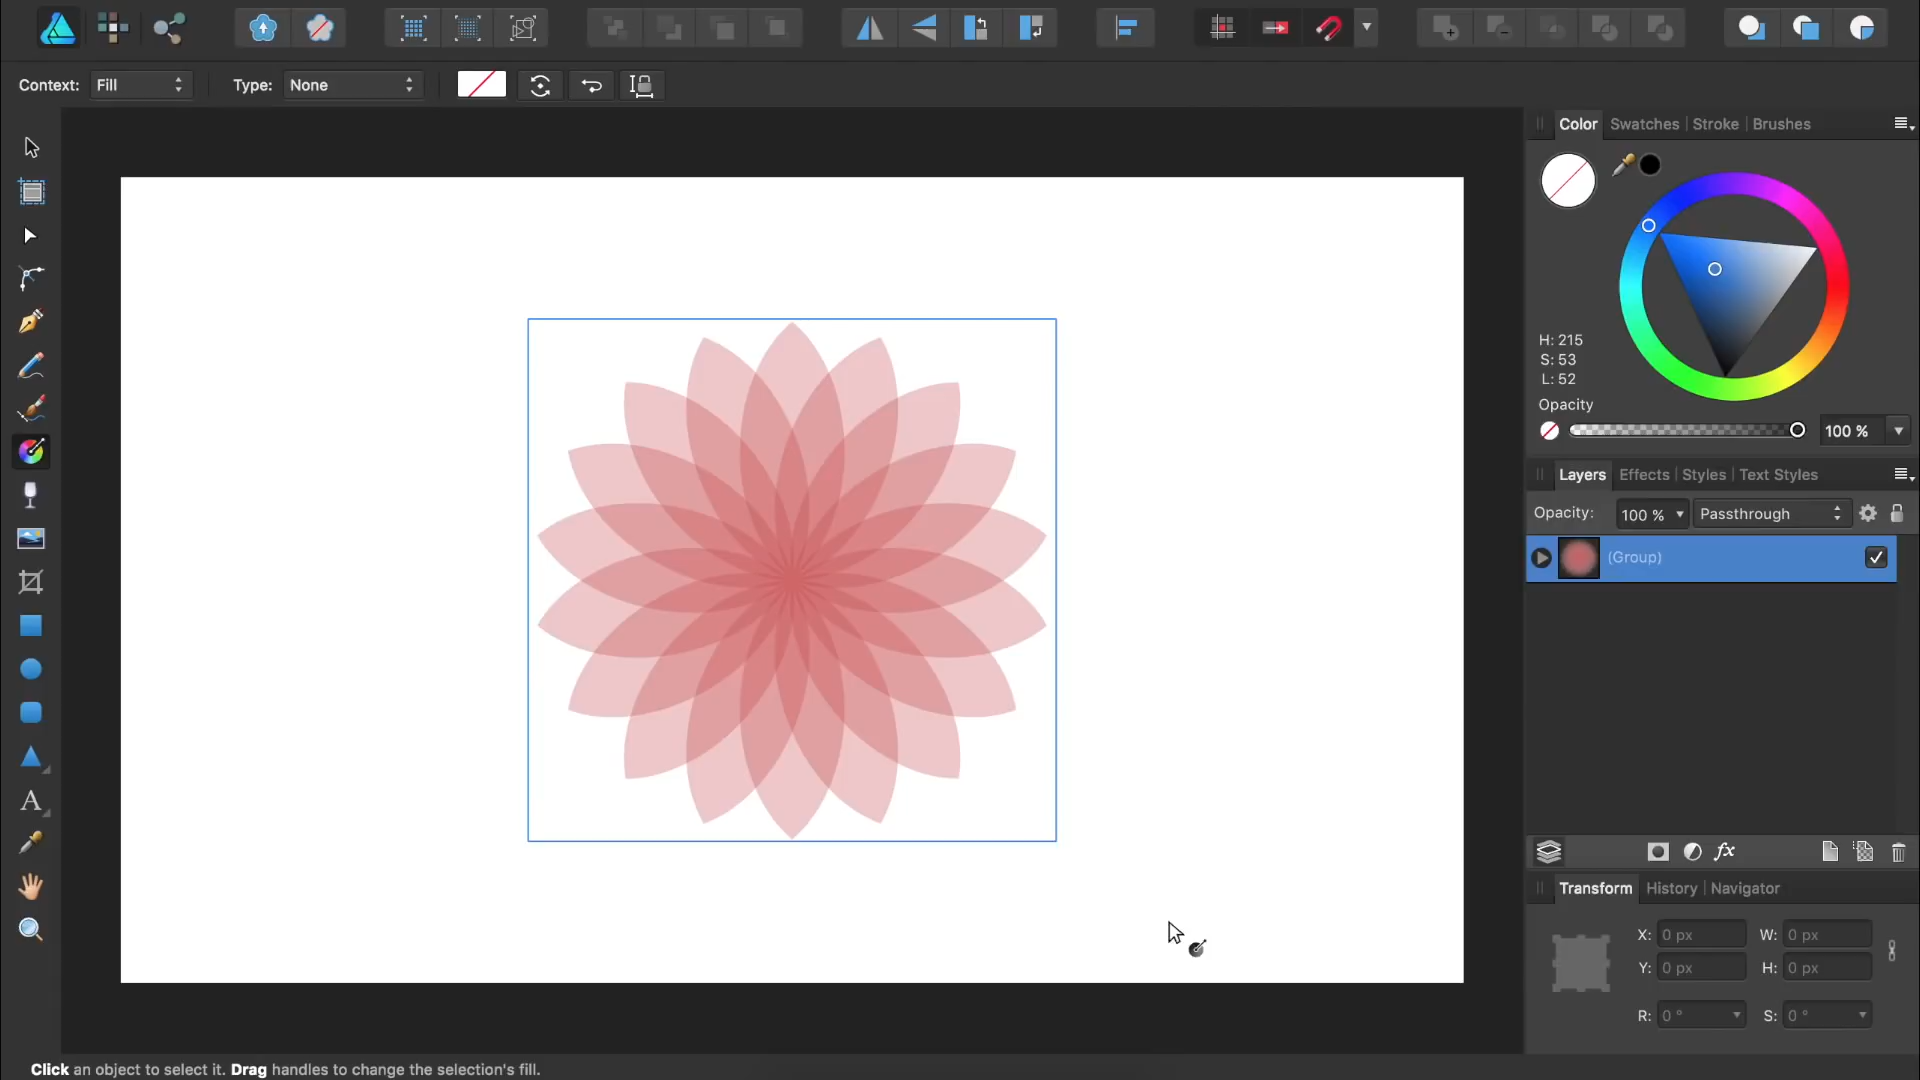 Context: Fill Type: None
Color Swatches Stroke Brushes
H: 215
S: 53
L: 52
Opacity
100 %
Layers Effects Styles Text Styles
Opacity: 100 % Passthrough
(Group)
fx
Transform History Navigator
X: 0 px W: 0 px
Y: 0 px H: 0 px
R: 0 ° S: 0 °
A
Click an object to select it. Drag handles to change the selection's fill.